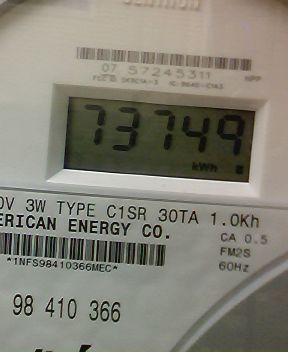 07 57245311
73749
kWh
0V 3W TYPE C1SR 30TA 1.0Kh
ERICAN ENERGY CO.
CA 0.5
FM2S
*1NFS98410366MEC*
60Hz
98 410 366